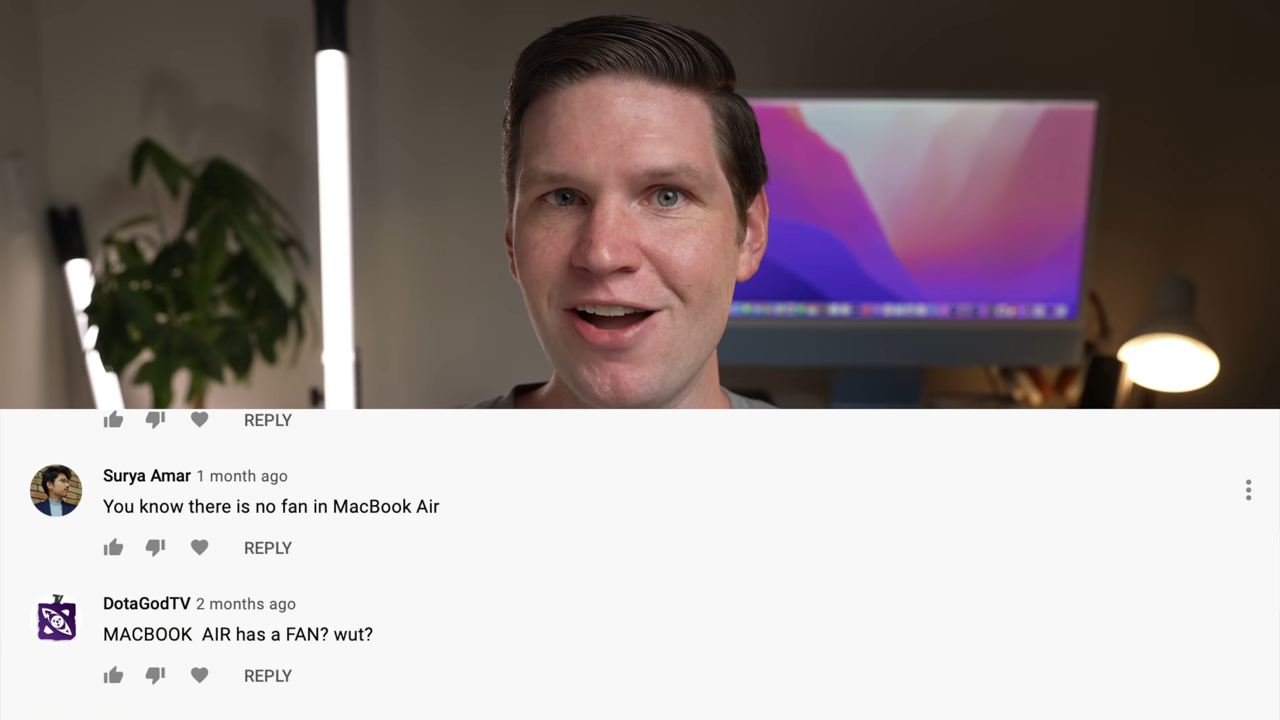 REPLY
Surya Amar 1 month ago
You know there is no fan in MacBook Air
REPLY
DotaGodTV 2 months ago
MACBOOK AIR has a FAN? wut?
REPLY